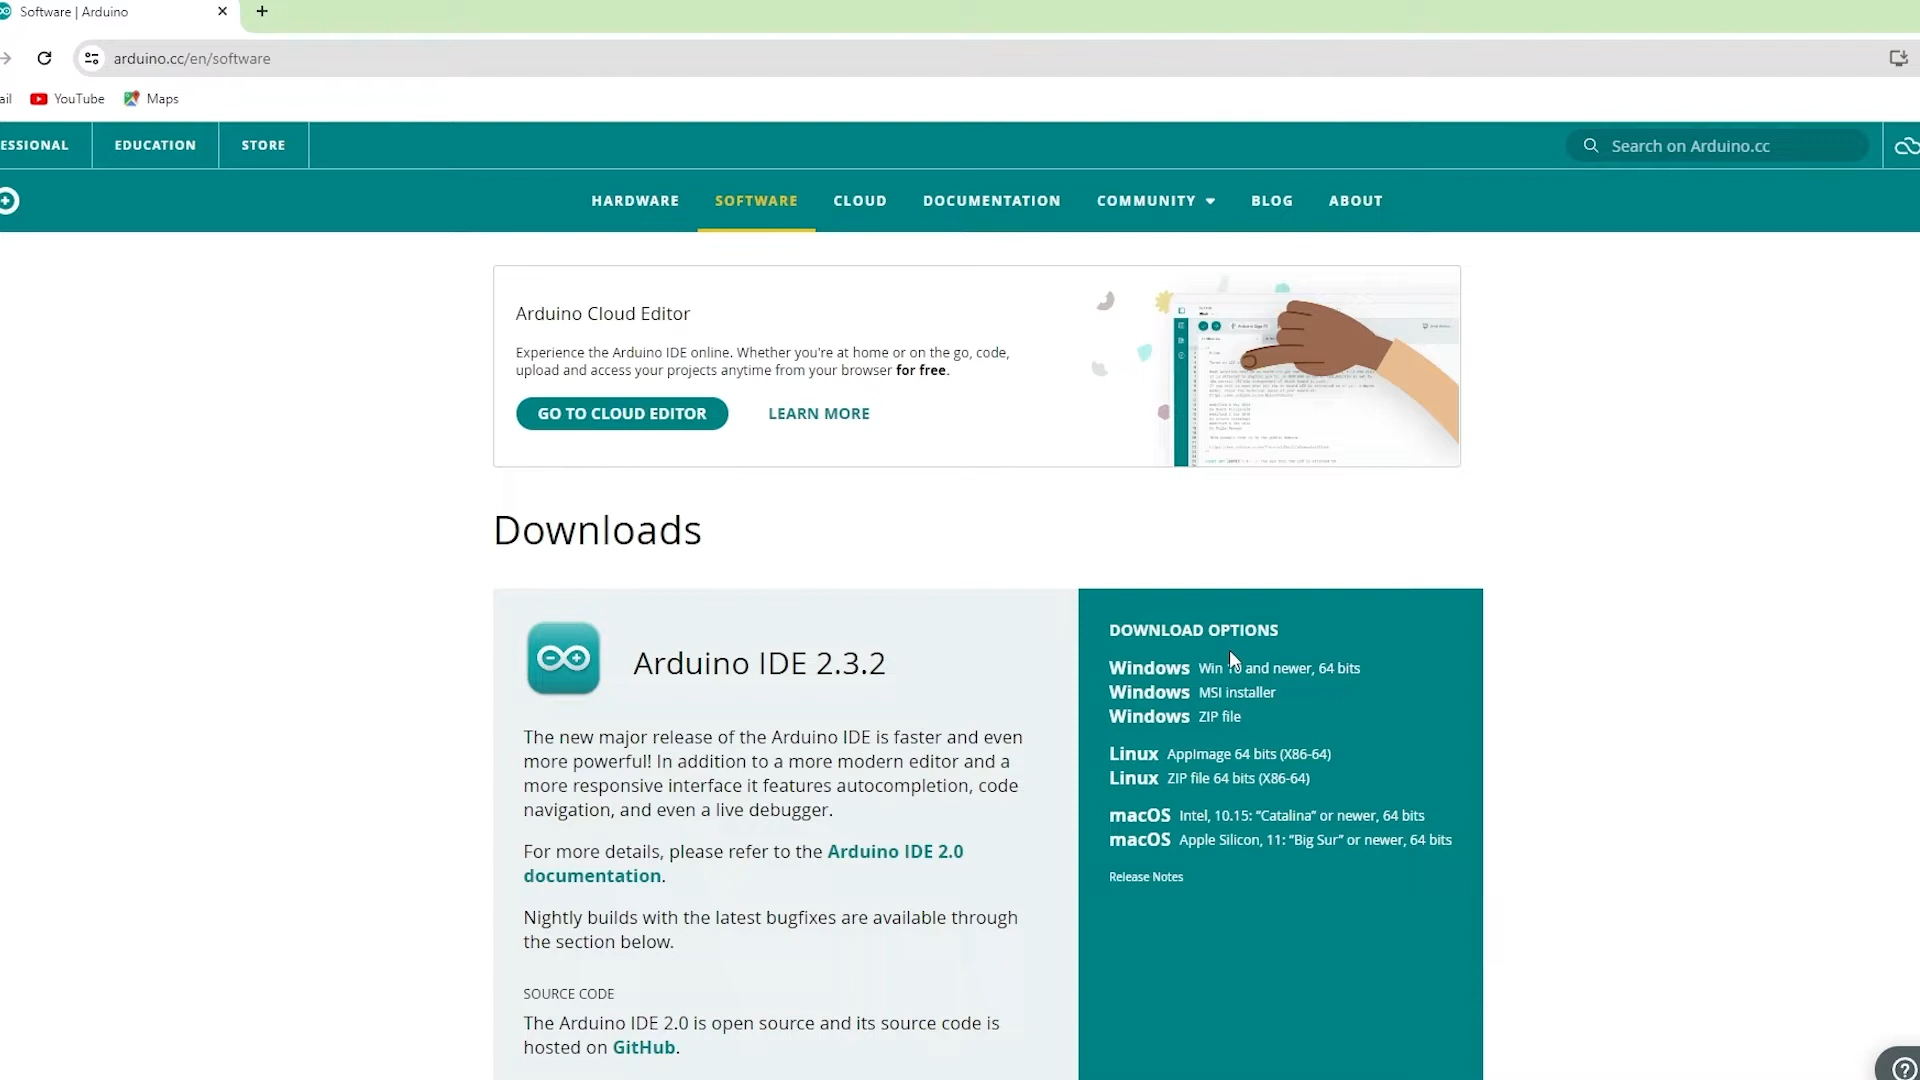 Software | Arduino
arduino.cc/en/software
ail YouTube Maps
ESSIONAL EDUCATION STORE
Search on Arduino.cc
HARDWARE SOFTWARE CLOUD DOCUMENTATION COMMUNITY BLOG ABOUT
Arduino Cloud Editor
Experience the Arduino IDE online. Whether you're at home or on the go, code,
upload and access your projects anytime from your browser for free.
GO TO CLOUD EDITOR LEARN MORE
Downloads
Arduino IDE 2.3.2
The new major release of the Arduino IDE is faster and even
more powerful! In addition to a more modern editor and a
more responsive interface it features autocompletion, code
navigation, and even a live debugger.
For more details, please refer to the Arduino IDE 2.0
documentation.
Nightly builds with the latest bugfixes are available through
the section below.
SOURCE CODE
The Arduino IDE 2.0 is open source and its source code is
hosted on GitHub.
DOWNLOAD OPTIONS
Windows Win 10 and newer, 64 bits
Windows MSI installer
Windows ZIP file
Linux AppImage 64 bits (X86-64)
Linux ZIP file 64 bits (X86-64)
macOS Intel, 10.15: “Catalina” or newer, 64 bits
macOS Apple Silicon, 11: “Big Sur” or newer, 64 bits
Release Notes